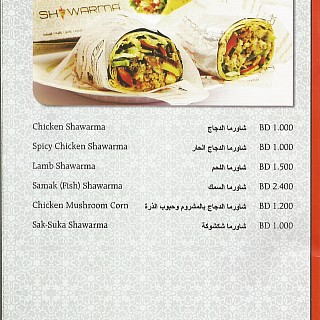 SHAWARMA
Chicken Shawarma شاورما الدجاج BD 1.000
Spicy Chicken Shawarma شاورما الدجاج الحار BD 1.000
Lamb Shawarma شاورما اللحم BD 1.500
Samak (Fish) Shawarma شاورما السمك BD 2.400
Chicken Mushroom Corn شاورما الدجاج بالمشروم وحبوب الذرة BD 1.200
Sak-Suka Shawarma شاورما شكشوكة BD 1.000